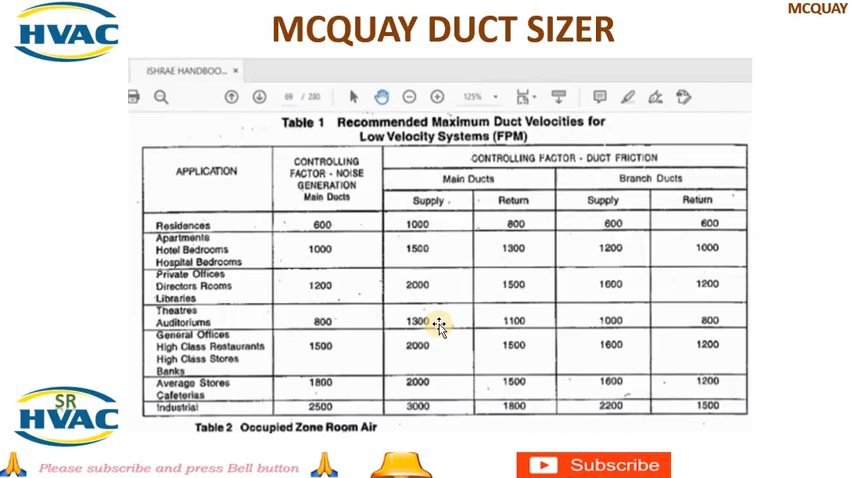 HVAC
MCQUAY DUCT SIZER
MCQUAY
ISHRAE HANDBOO... ×
69 / 280
125%
Table 1 Recommended Maximum Duct Velocities for
Low Velocity Systems (FPM)
APPLICATION
CONTROLLING
FACTOR - NOISE
GENERATION
Main Ducts
CONTROLLING FACTOR - DUCT FRICTION
Main Ducts Branch Ducts
Supply Return Supply Return
Residences 600 1000 800 600 600
Apartments
Hotel Bedrooms 1000 1500 1300 1200 1000
Hospital Bedrooms
Private Offices
Directors Rooms 1200 2000 1500 1600 1200
Libraries
Theatres
Auditoriums 800 1300 1100 1000 800
General Offices
High Class Restaurants 1500 2000 1500 1600 1200
High Class Stores
Banks
Average Stores 1800 2000 1500 1600 1200
Cafeterias
Industrial 2500 3000 1800 2200 1500
Table 2 Occupied Zone Room Air
SR
HVAC
Please subscribe and press Bell button
Subscribe